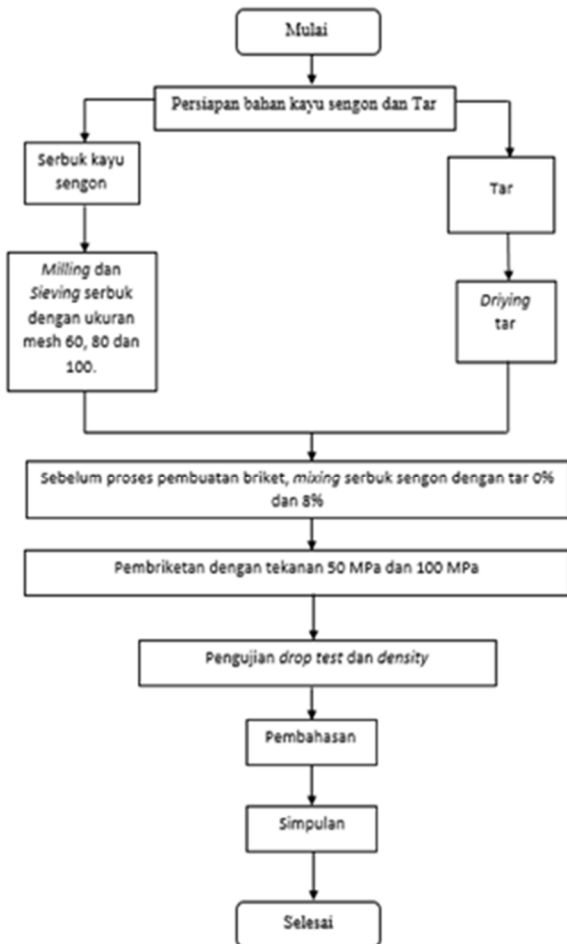 Mulai
Persiapan bahan kayu sengon dan Tar
Serbuk kayu
sengon
Tar
Milling dan
Sieving serbuk
dengan ukuran
mesh 60, 80 dan
100.
Driying
tar
Sebelum proses pembuatan briket, mixing serbuk sengon dengan tar 0%
dan 8%
Pembriketan dengan tekanan 50 MPa dan 100 MPa
Pengujian drop test dan density
Pembahasan
Simpulan
Selesai